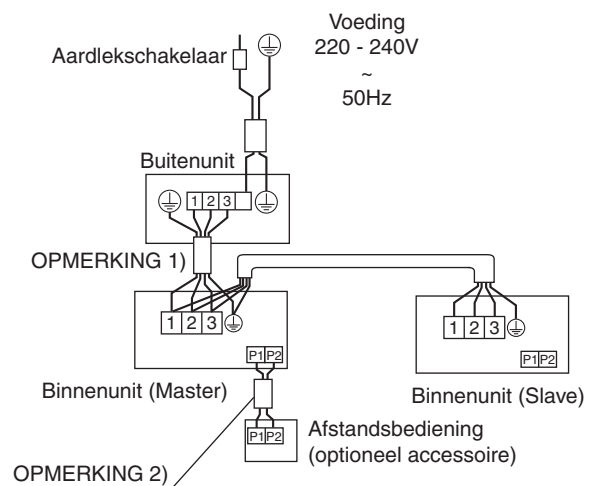 Voeding
220 - 240V
~
50Hz
Aardlekschakelaar
Buitenunit
1 2 3
OPMERKING 1)
1 2 3
1 2 3
P1 P2
P1 P2
Binnenunit (Master)
Binnenunit (Slave)
P1 P2
Afstandsbediening
(optioneel accessoire)
OPMERKING 2)